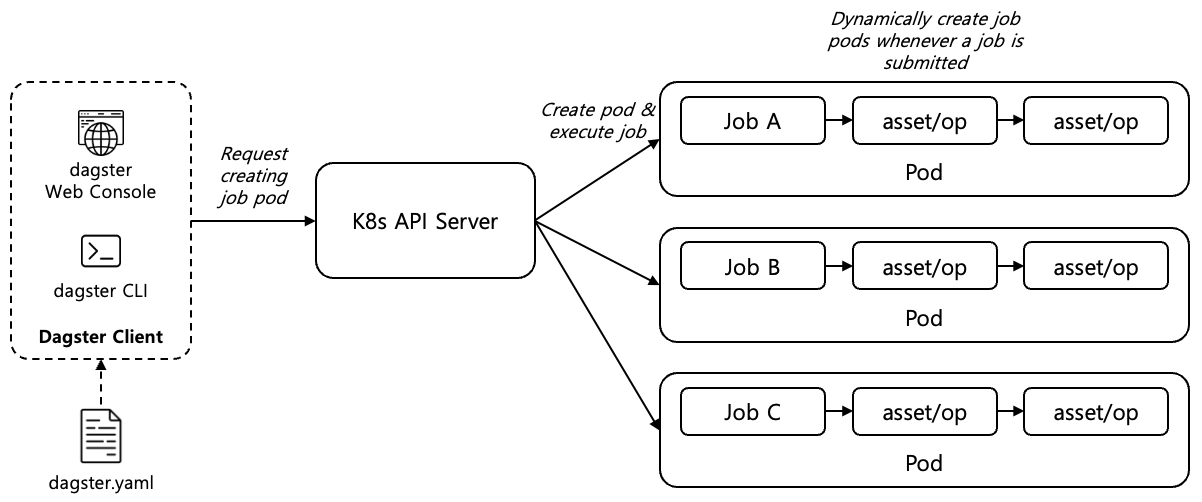 dagster
Web Console
dagster CLI
Dagster Client
dagster.yaml
Request
creating
job pod
K8s API Server
Create pod &
execute job
Dynamically create job
pods whenever a job is
submitted
Job A
asset/op
asset/op
Pod
Job B
asset/op
asset/op
Pod
Job C
asset/op
asset/op
Pod